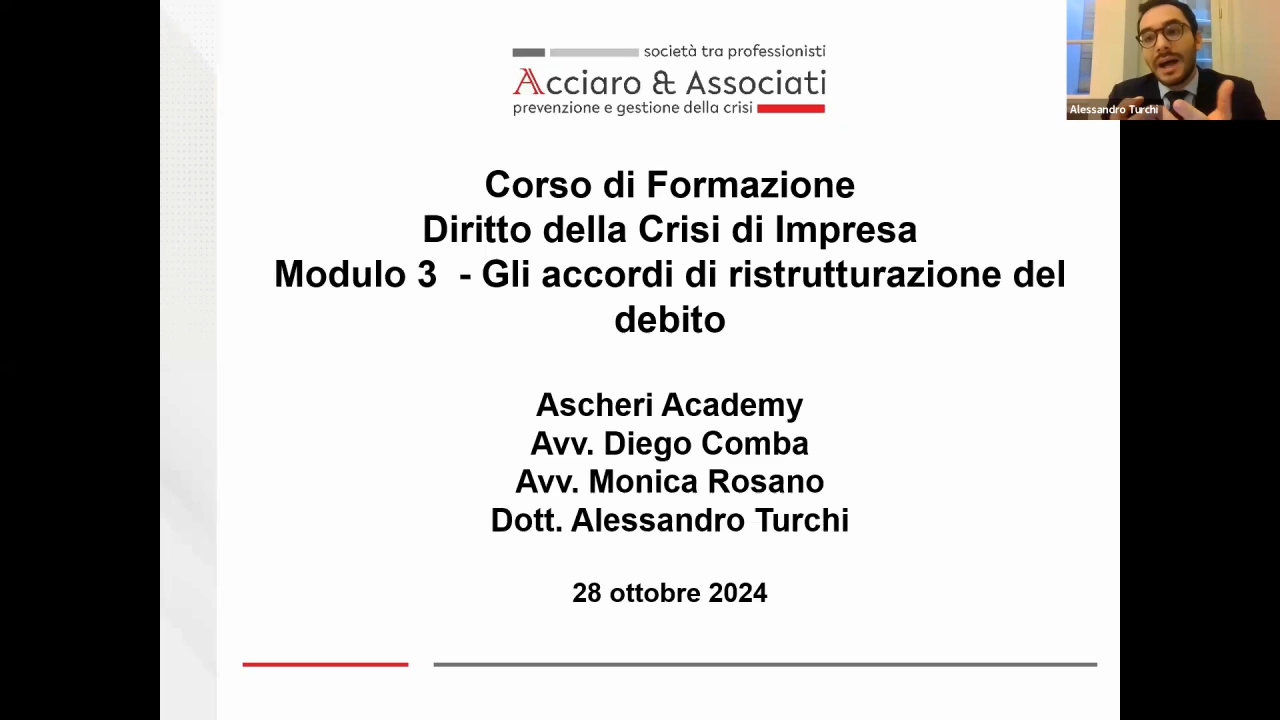 società tra professionisti
Acciaro & Associati
prevenzione e gestione della crisi
Alessandro Turchi
Corso di Formazione
Diritto della Crisi di Impresa
Modulo 3 - Gli accordi di ristrutturazione del
debito
Ascheri Academy
Avv. Diego Comba
Avv. Monica Rosano
Dott. Alessandro Turchi
28 ottobre 2024